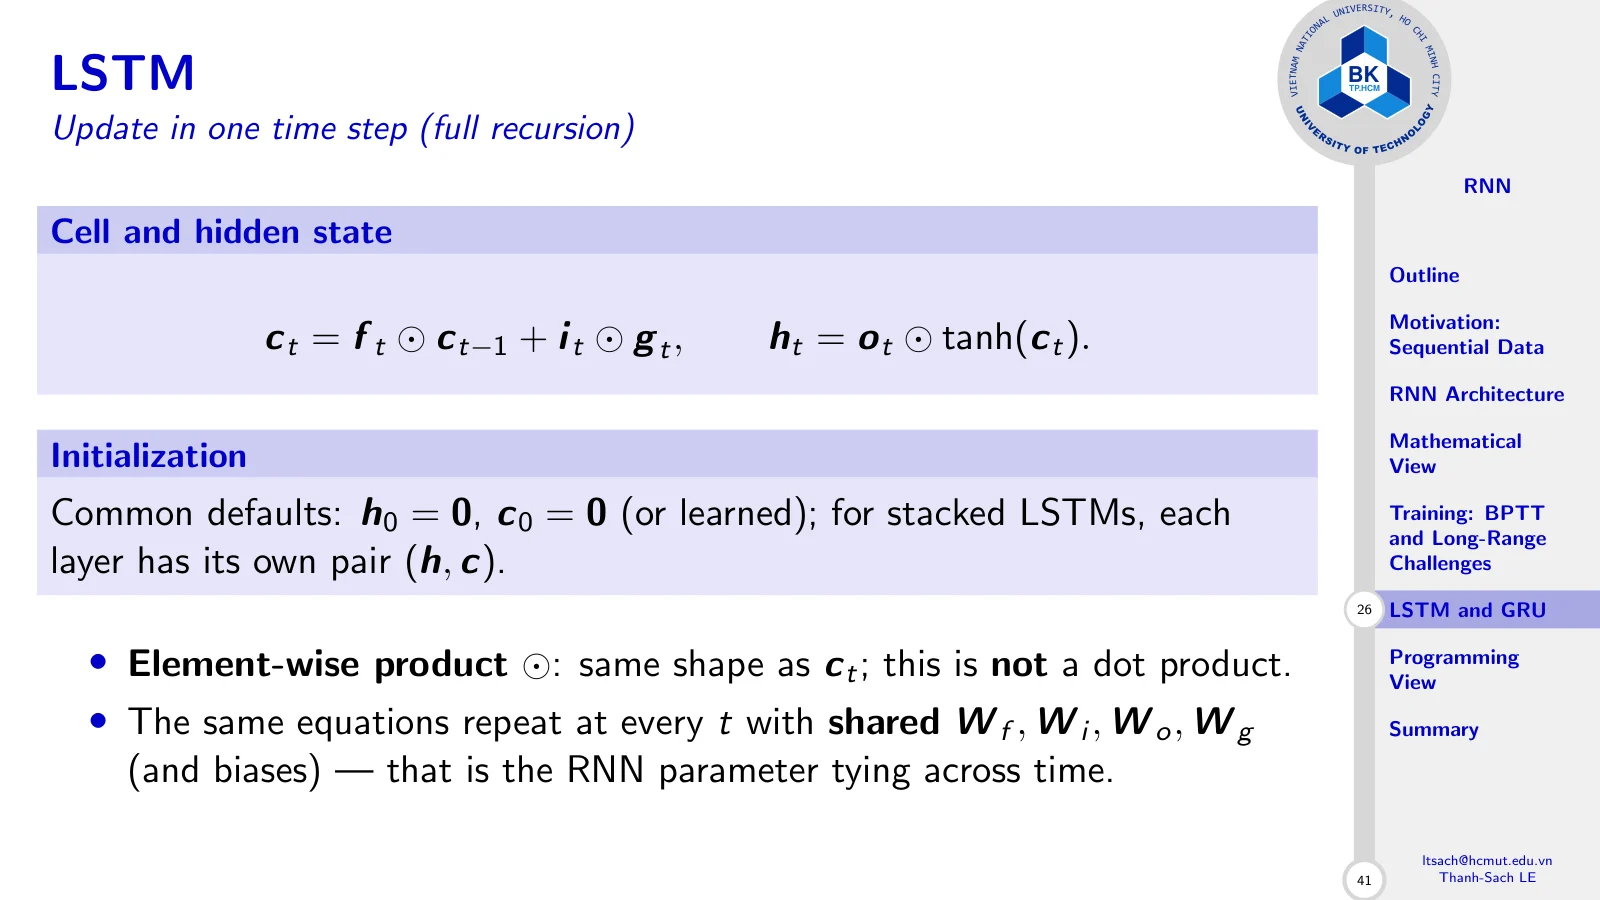 LSTM
Update in one time step (full recursion)
Cell and hidden state
c_t = f_t ⊙ c_{t−1} + i_t ⊙ g_t,  h_t = o_t ⊙ tanh(c_t).
Initialization
Common defaults: h_0 = 0, c_0 = 0 (or learned); for stacked LSTMs, each
layer has its own pair (h, c).
• Element-wise product ⊙: same shape as c_t; this is not a dot product.
• The same equations repeat at every t with shared W_f, W_i, W_o, W_g
(and biases) — that is the RNN parameter tying across time.
VIETNAM NATIONAL UNIVERSITY, HO CHI MINH CITY
BK
TP.HCM
UNIVERSITY OF TECHNOLOGY
RNN
Outline
Motivation:
Sequential Data
RNN Architecture
Mathematical
View
Training: BPTT
and Long-Range
Challenges
26
LSTM and GRU
Programming
View
Summary
ltsach@hcmut.edu.vn
Thanh-Sach LE
41